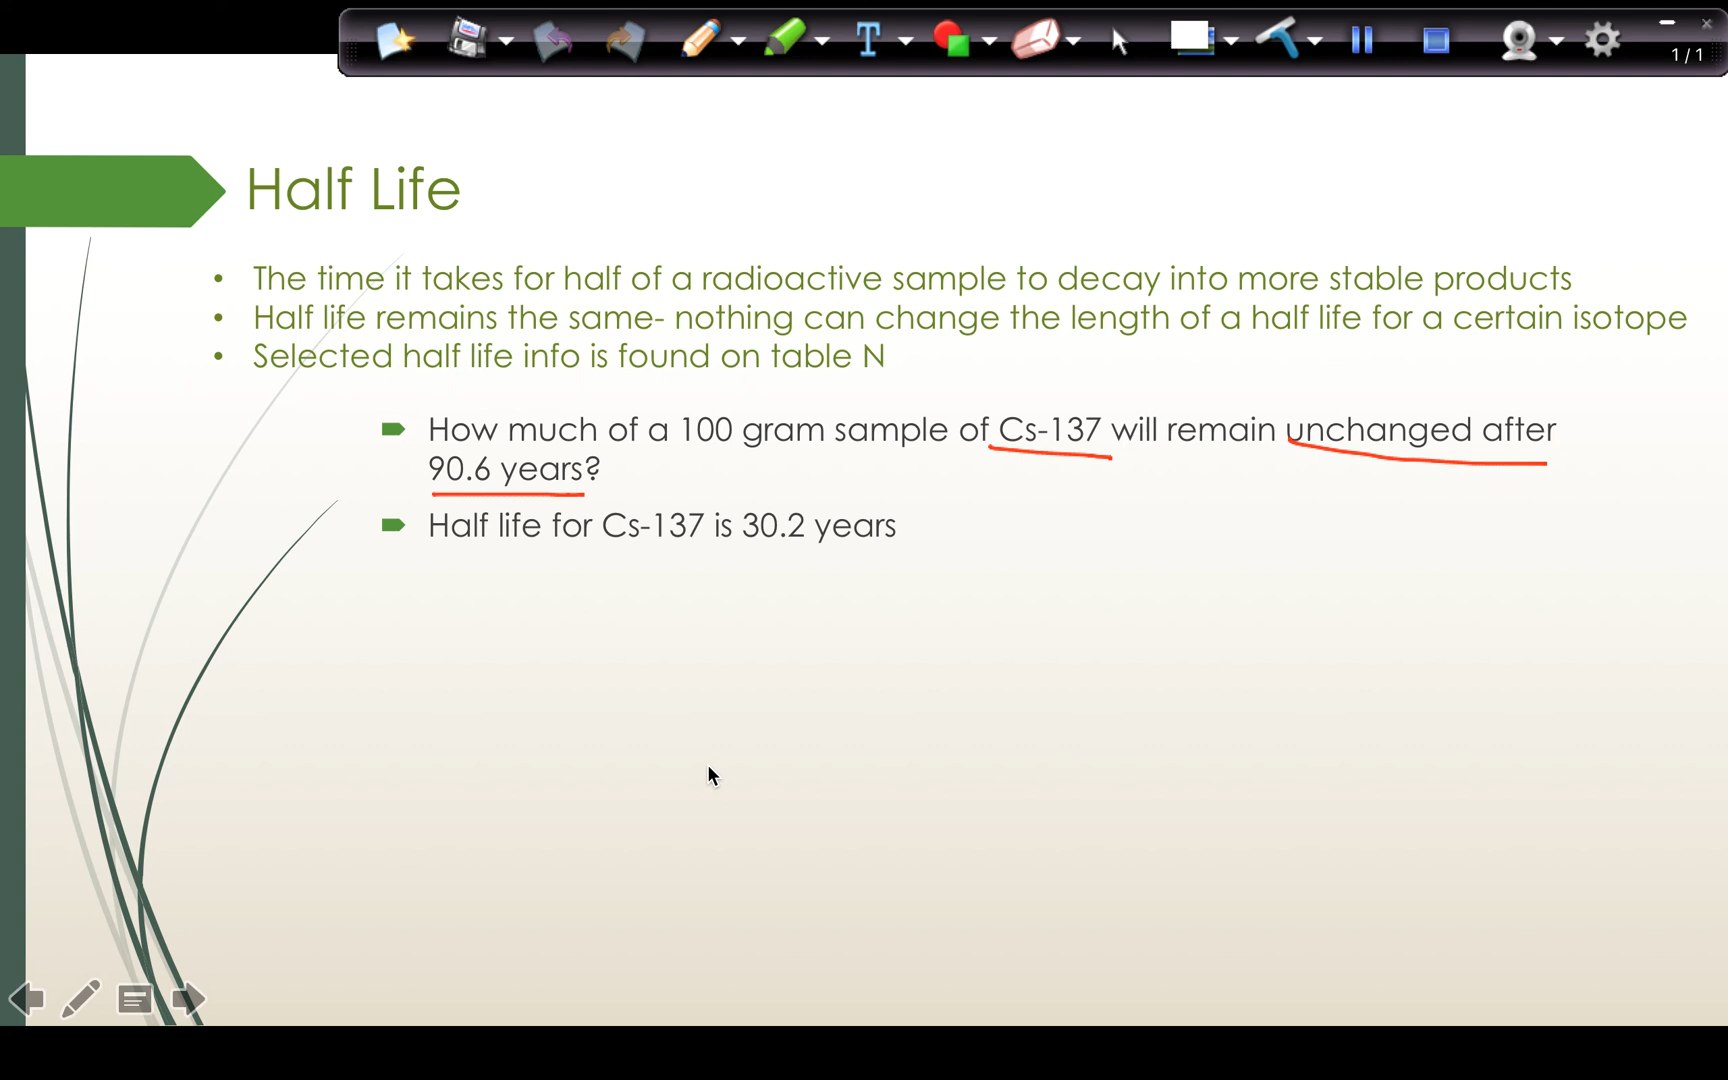 1 / 1
Half Life
• The time it takes for half of a radioactive sample to decay into more stable products
• Half life remains the same- nothing can change the length of a half life for a certain isotope
• Selected half life info is found on table N
How much of a 100 gram sample of Cs-137 will remain unchanged after
90.6 years?
Half life for Cs-137 is 30.2 years